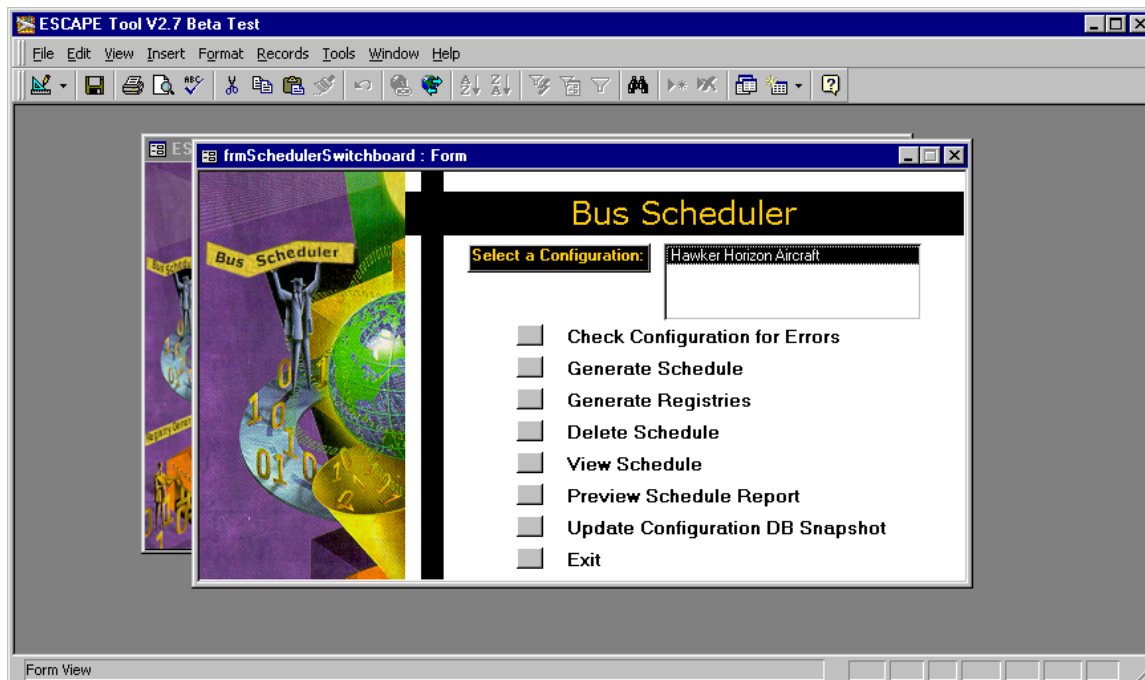 ESCAPE Tool V2.7 Beta Test
File Edit View Insert Format Records Tools Window Help
ABC
ES
frmSchedulerSwitchboard : Form
Bus Scheduler
Bus Scheduler
Select a Configuration:
Hawker Horizon Aircraft
Check Configuration for Errors
Generate Schedule
Generate Registries
Delete Schedule
View Schedule
Preview Schedule Report
Update Configuration DB Snapshot
Exit
Form View